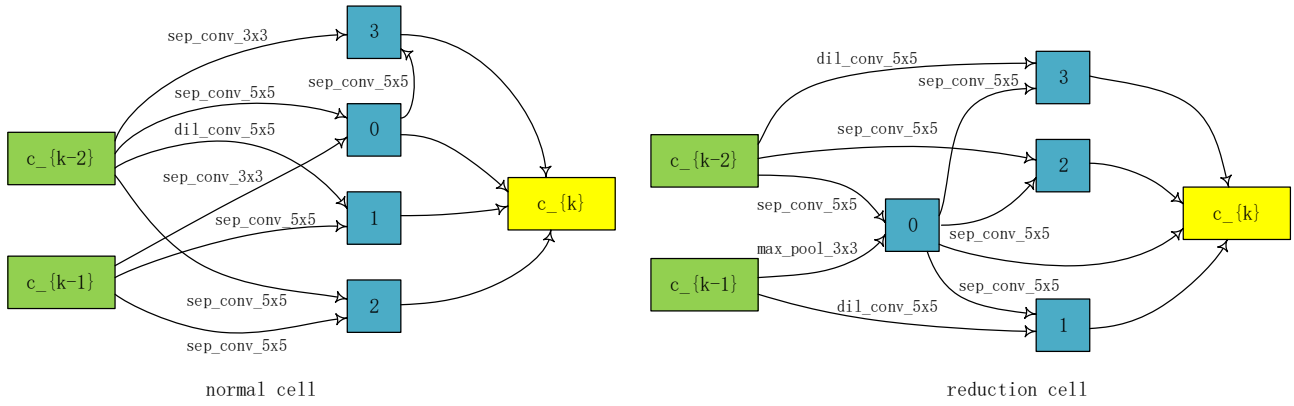 3
sep_conv_3x3
sep_conv_5x5
sep_conv_5x5
0
dil_conv_5x5
c_{k-2}
sep_conv_3x3
c_{k}
sep_conv_5x5
1
c_{k-1}
sep_conv_5x5
2
sep_conv_5x5
normal cell
dil_conv_5x5
sep_conv_5x5
3
sep_conv_5x5
c_{k-2}
2
sep_conv_5x5
0
c_{k}
sep_conv_5x5
max_pool_3x3
c_{k-1}
sep_conv_5x5
dil_conv_5x5
1
reduction cell